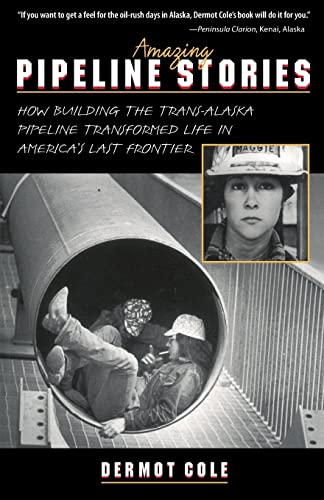 "If you want to get a feel for the oil-rush days in Alaska, Dermot Cole's book will do it for you."
—Peninsula Clarion, Kenai, Alaska
Amazing
PIPELINE STORIES
HOW BUILDING THE TRANS-ALASKA
PIPELINE TRANSFORMED LIFE IN
AMERICA'S LAST FRONTIER
MAGGIE
DERMOT COLE